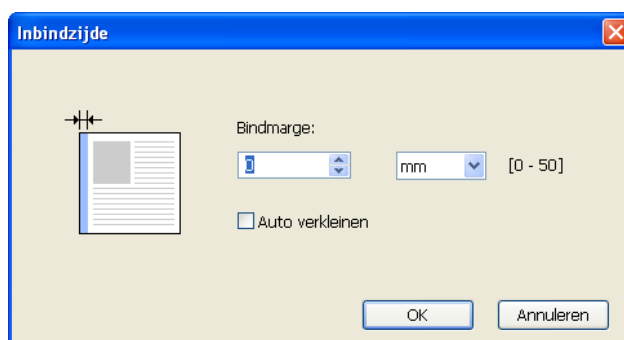 Inbindzijde
Bindmarge:
0 mm [0 - 50]
Auto verkleinen
OK Annuleren